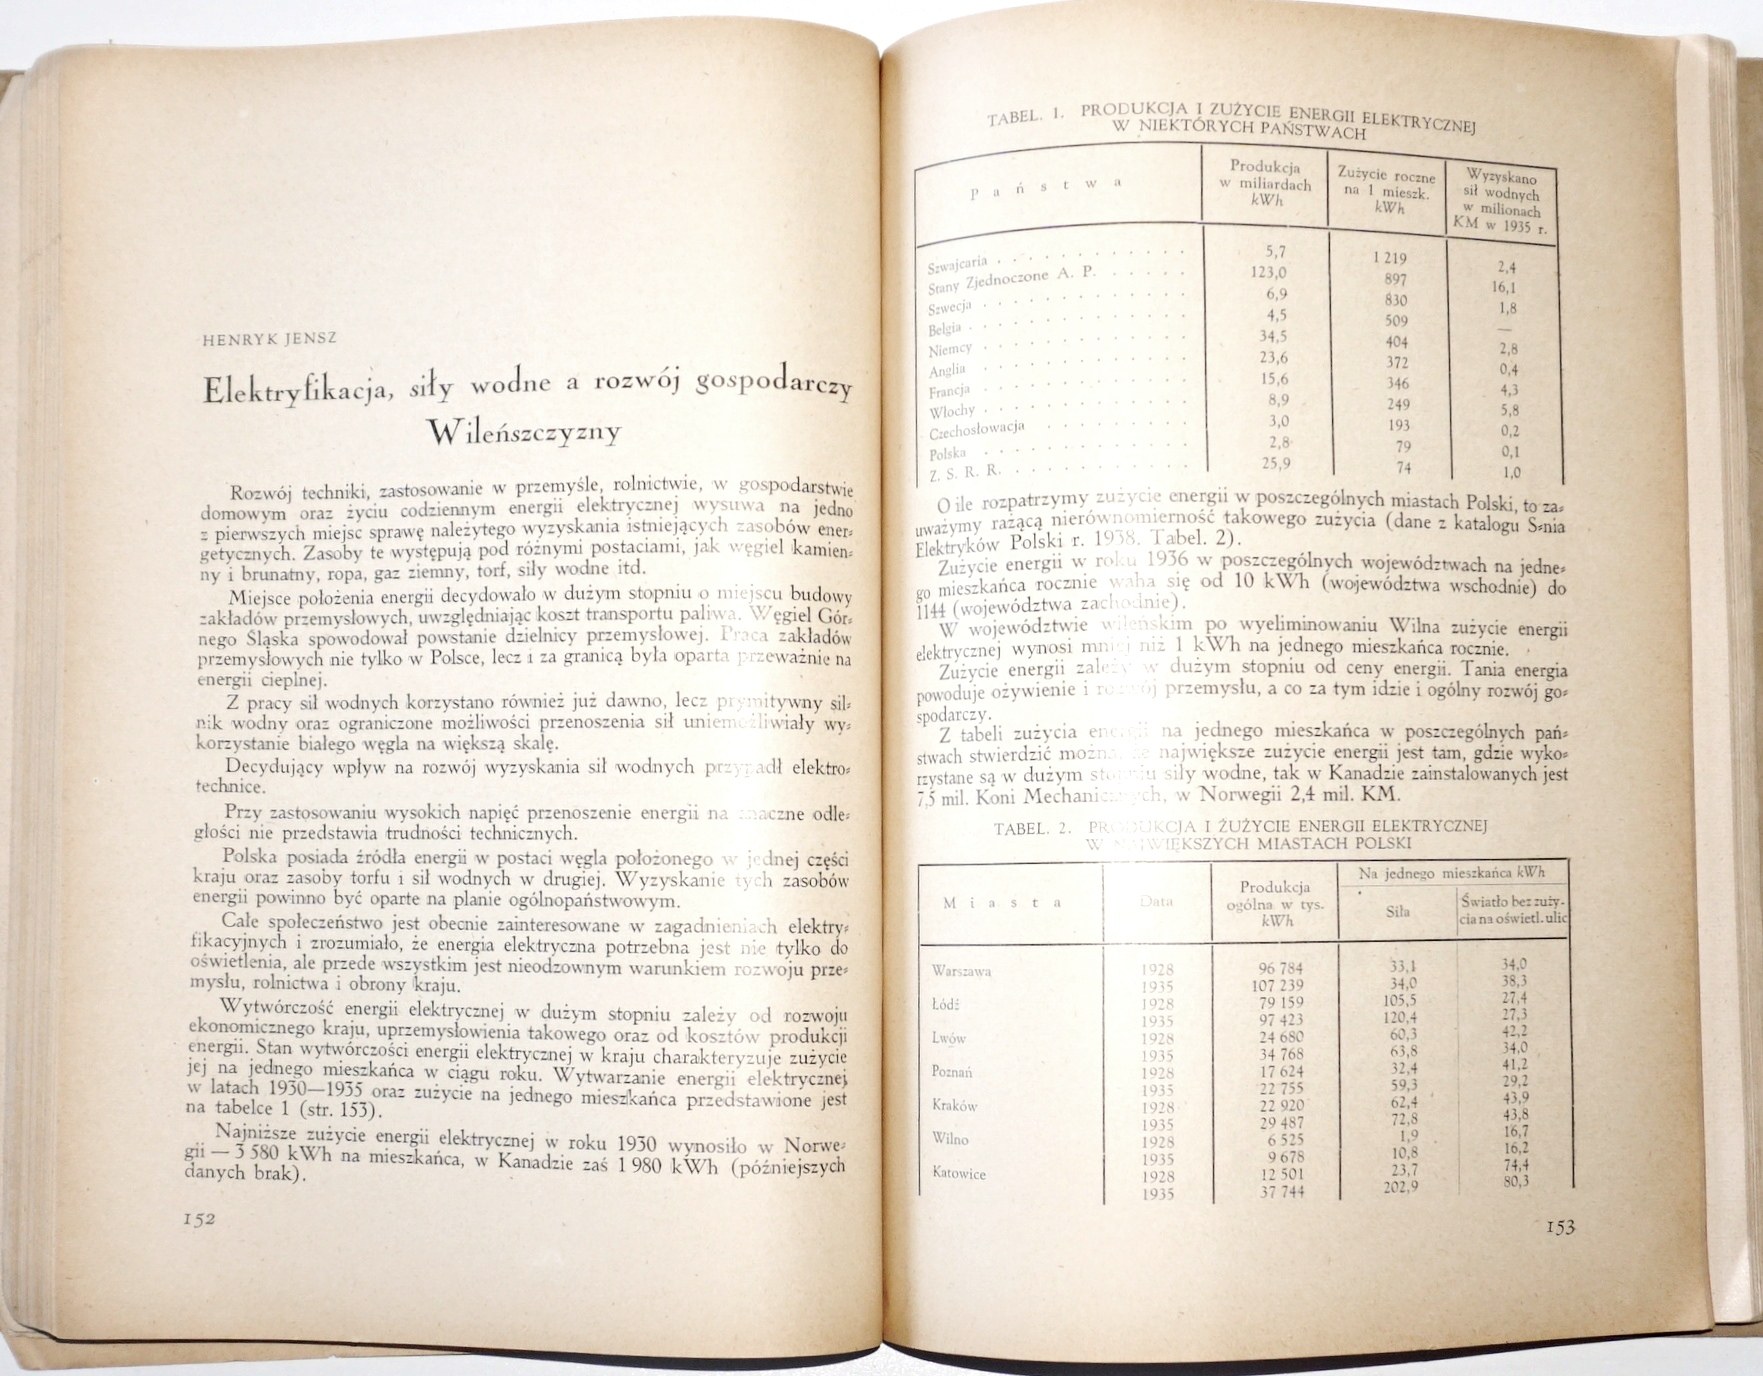 HENRYK JENSZ
Elektryfikacja, siły wodne a rozwój gospodarczy
Wileńszczyzny
Rozwój techniki, zastosowanie w przemyśle, rolnictwie, w gospodarstwie
domowym oraz życiu codziennym energii elektrycznej wysuwa na jedno
z pierwszych miejsc sprawę należytego wyzyskania istniejących zasobów ener-
getycznych. Zasoby te występują pod różnymi postaciami, jak węgiel kamien-
ny i brunatny, ropa, gaz ziemny, torf, siły wodne itd.
Miejsce położenia energii decydowało w dużym stopniu o miejscu budowy
zakładów przemysłowych, uwzględniając koszt transportu paliwa. Węgiel Gór-
nego Śląska spowodował powstanie dzielnicy przemysłowej. Praca zakładów
przemysłowych nie tylko w Polsce, lecz i za granicą była oparta przeważnie na
energii cieplnej.
Z pracy sił wodnych korzystano również już dawno, lecz prymitywny sil-
nik wodny oraz ograniczone możliwości przenoszenia sił uniemożliwiały wy-
korzystanie białego węgla na większą skalę.
Decydujący wpływ na rozwój wyzyskania sił wodnych przypadł elektro-
technice.
Przy zastosowaniu wysokich napięć przenoszenie energii na znaczne odle-
głości nie przedstawia trudności technicznych.
Polska posiada źródła energii w postaci węgla położonego w jednej części
kraju oraz zasoby torfu i sił wodnych w drugiej. Wyzyskanie tych zasobów
energii powinno być oparte na planie ogólnopaństwowym.
Całe społeczeństwo jest obecnie zainteresowane w zagadnieniach elektry-
fikacyjnych i zrozumiało, że energia elektryczna potrzebna jest nie tylko do
oświetlenia, ale przede wszystkim jest nieodzownym warunkiem rozwoju prze-
mysłu, rolnictwa i obrony kraju.
Wytwórczość energii elektrycznej w dużym stopniu zależy od rozwoju
ekonomicznego kraju, uprzemysłowienia takowego oraz od kosztów produkcji
energii. Stan wytwórczości energii elektrycznej w kraju charakteryzuje zużycie
jej na jednego mieszkańca w ciągu roku. Wytwarzanie energii elektrycznej
w latach 1930—1935 oraz zużycie na jednego mieszkańca przedstawione jest
na tabelce 1 (str. 153).
Najniższe zużycie energii elektrycznej w roku 1930 wynosiło w Norwe-
gii — 3 580 kWh na mieszkańca, w Kanadzie zaś 1 980 kWh (późniejszych
danych brak).
152
TABEL. 1. PRODUKCJA I ZUŻYCIE ENERGII ELEKTRYCZNEJ
W NIEKTÓRYCH PAŃSTWACH
Państwa | Produkcja w miliardach kWh | Zużycie roczne na 1 mieszk. kWh | Wyzyskano sił wodnych w milionach KM w 1935 r.
Szwajcaria 5,7 1 219 2,4
Stany Zjednoczone A. P. 123,0 897 16,1
Szwecja 6,9 830 1,8
Belgia 4,5 509 —
Niemcy 34,5 404 2,8
Anglia 23,6 372 0,4
Francja 15,6 346 4,3
Włochy 8,9 249 5,8
Czechosłowacja 3,0 193 0,2
Polska 2,8 79 0,1
Z. S. R. R. 25,9 74 1,0
O ile rozpatrzymy zużycie energii w poszczególnych miastach Polski, to za-
uważymy rażącą nierównomierność takowego zużycia (dane z katalogu S-nia
Elektryków Polski r. 1938. Tabel. 2).
Zużycie energii w roku 1936 w poszczególnych województwach na jedne-
go mieszkańca rocznie waha się od 10 kWh (województwa wschodnie) do
1144 (województwa zachodnie).
W województwie wileńskim po wyeliminowaniu Wilna zużycie energii
elektrycznej wynosi mniej niż 1 kWh na jednego mieszkańca rocznie.
Zużycie energii zależy w dużym stopniu od ceny energii. Tania energia
powoduje ożywienie i rozwój przemysłu, a co za tym idzie i ogólny rozwój go-
spodarczy.
Z tabeli zużycia energii na jednego mieszkańca w poszczególnych pań-
stwach stwierdzić można, że największe zużycie energii jest tam, gdzie wyko-
rzystane są w dużym stopniu siły wodne, tak w Kanadzie zainstalowanych jest
7,5 mil. Koni Mechanicznych, w Norwegii 2,4 mil. KM.
TABEL. 2. PRODUKCJA I ZUŻYCIE ENERGII ELEKTRYCZNEJ
W NAJWIĘKSZYCH MIASTACH POLSKI
Miasta | Data | Produkcja ogólna w tys. kWh | Na jednego mieszkańca kWh | Siła | Światło bez zuży-cia na oświetl. ulic
Warszawa 1928 96 784 33,1 34,0
1935 107 239 34,0 38,3
Łódź 1928 79 159 105,5 27,4
1935 97 423 120,4 27,3
Lwów 1928 24 680 60,3 42,2
1935 34 768 63,8 34,0
Poznań 1928 17 624 32,4 41,2
1935 22 755 59,3 29,2
Kraków 1928 22 920 62,4 43,9
1935 29 487 72,8 43,8
Wilno 1928 6 525 1,9 16,7
1935 9 678 10,8 16,2
Katowice 1928 12 501 23,7 74,4
1935 37 744 202,9 80,3
153